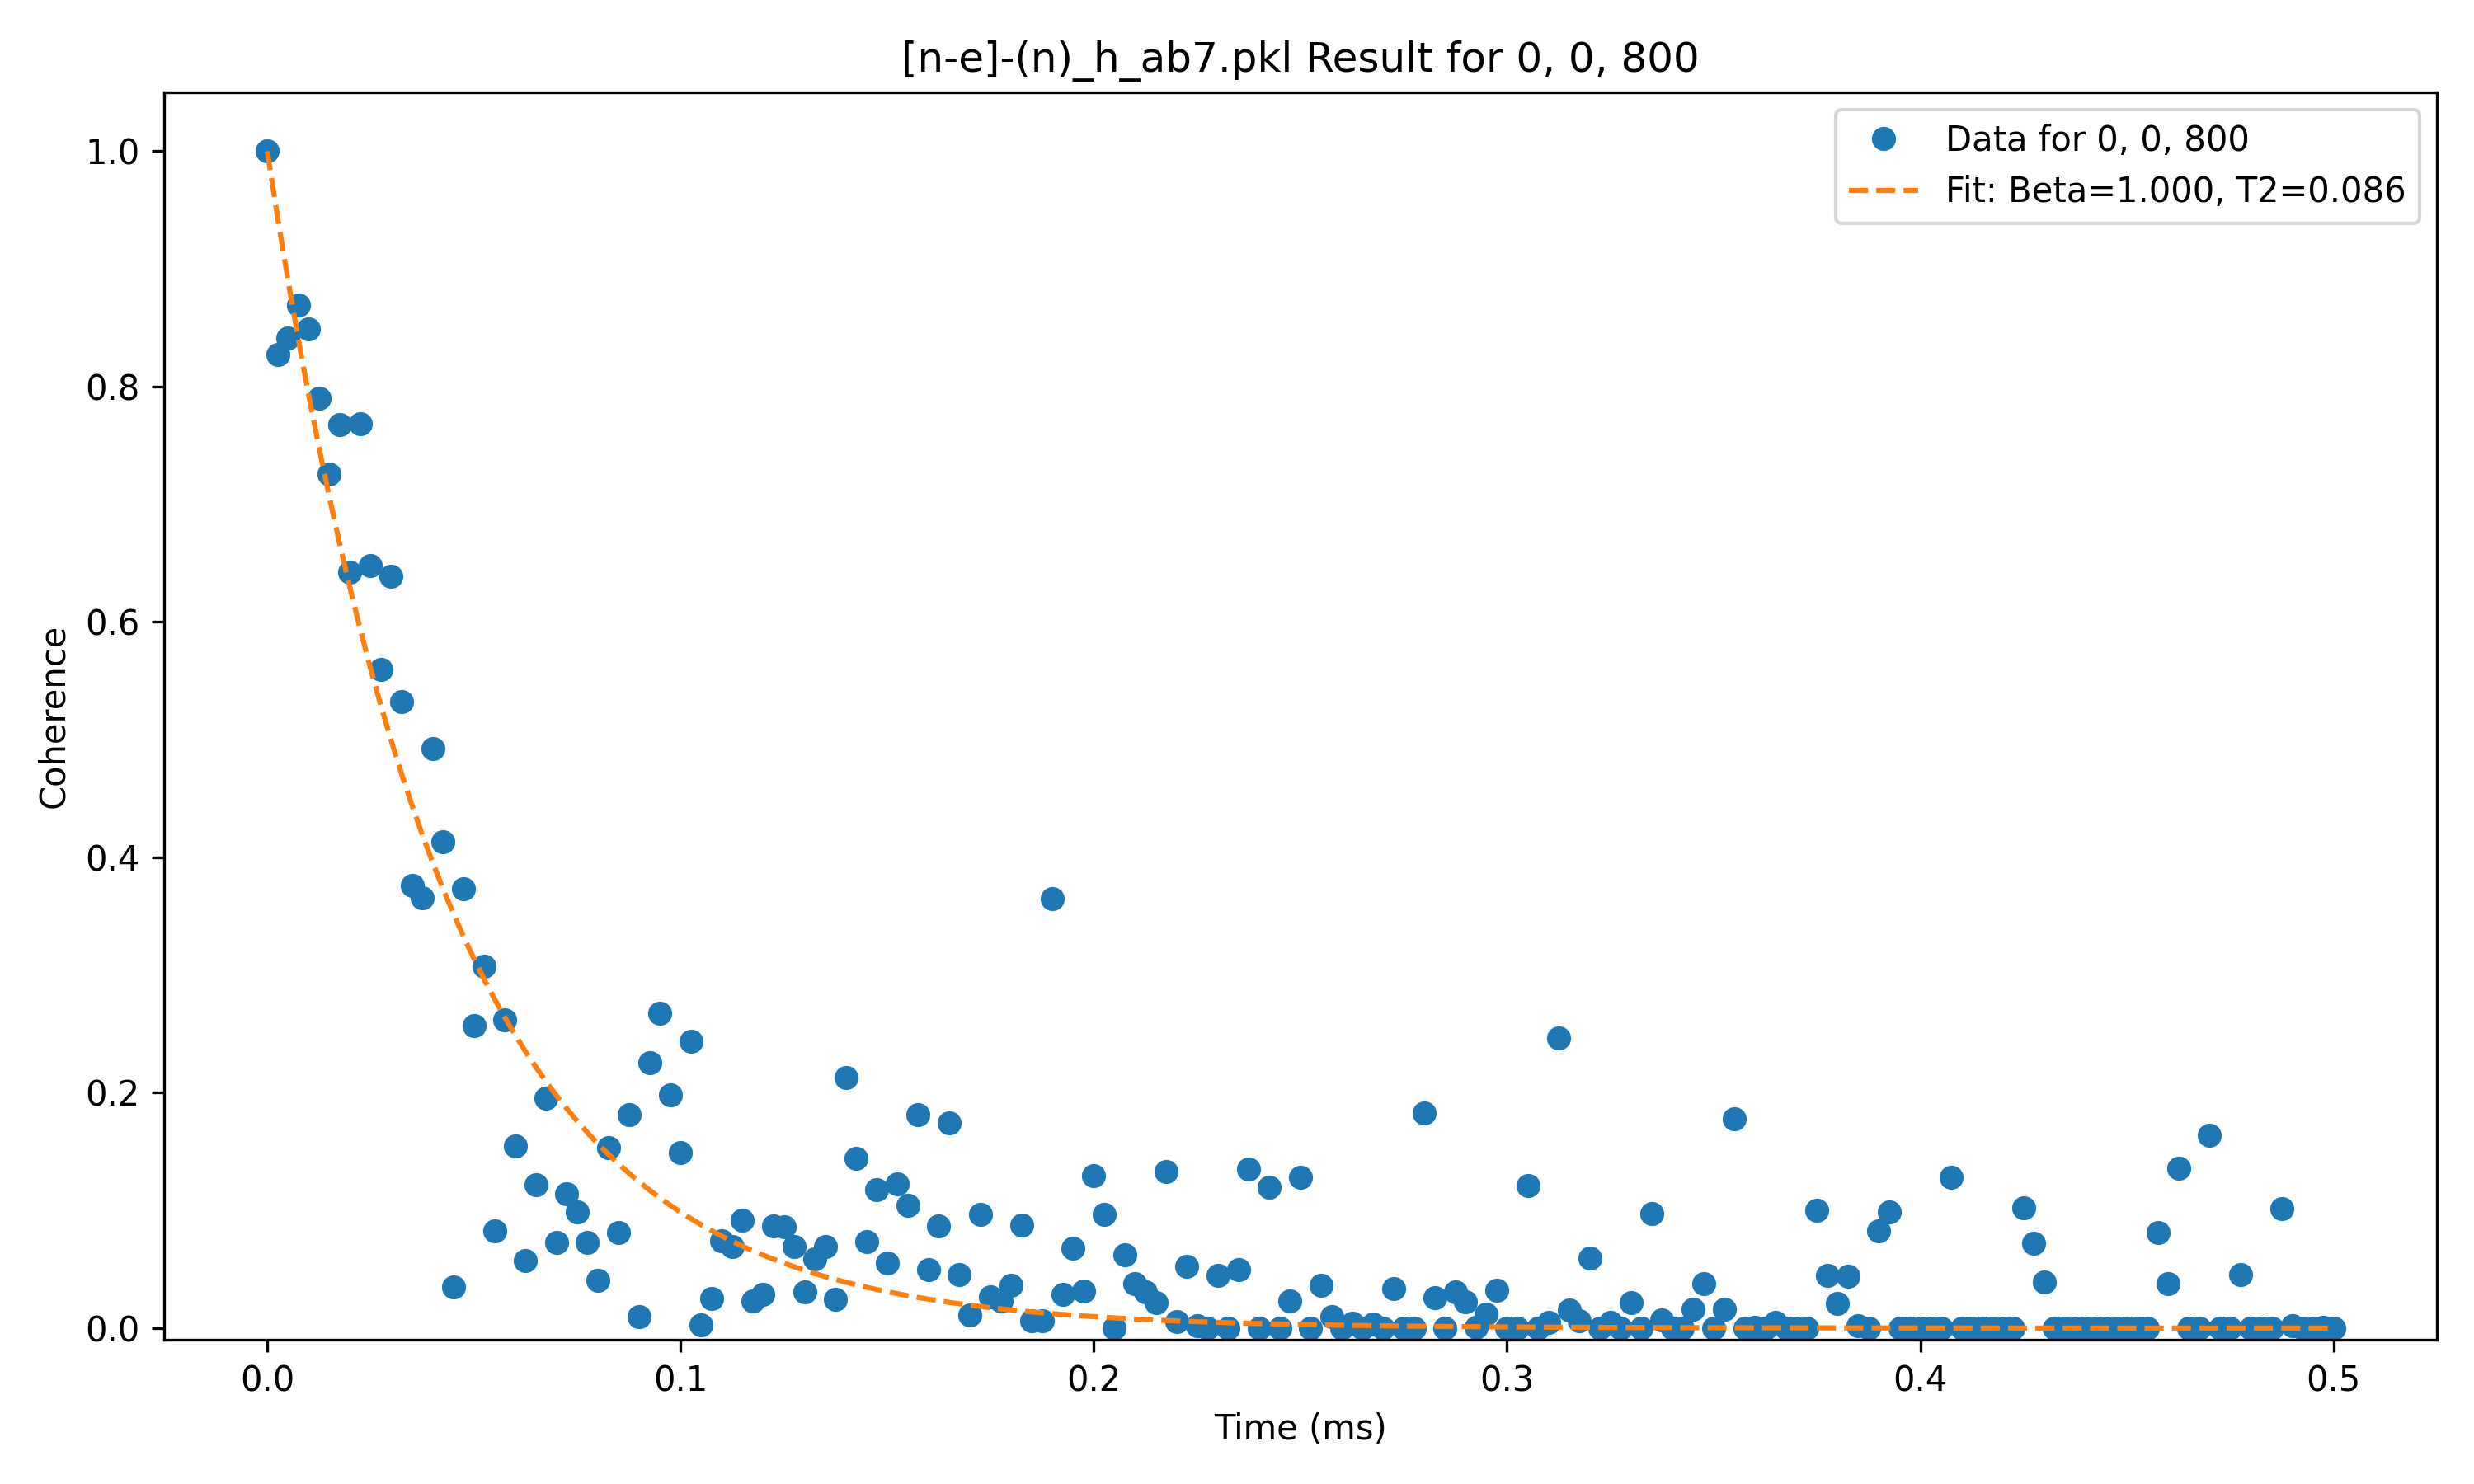 [n-e]-(n)_h_ab7.pkl Result for 0, 0, 800
Data for 0, 0, 800
Fit: Beta=1.000, T2=0.086
1.0
0.8
0.6
0.4
0.2
0.0
Coherence
0.0 0.1 0.2 0.3 0.4 0.5
Time (ms)